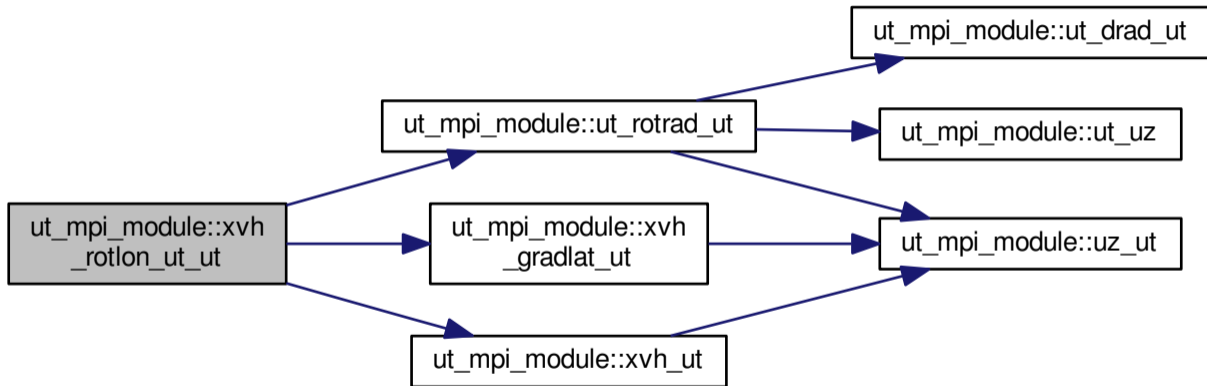 ut_mpi_module::ut_drad_ut
ut_mpi_module::ut_rotrad_ut
ut_mpi_module::ut_uz
ut_mpi_module::xvh
_rotlon_ut_ut
ut_mpi_module::xvh
_gradlat_ut
ut_mpi_module::uz_ut
ut_mpi_module::xvh_ut